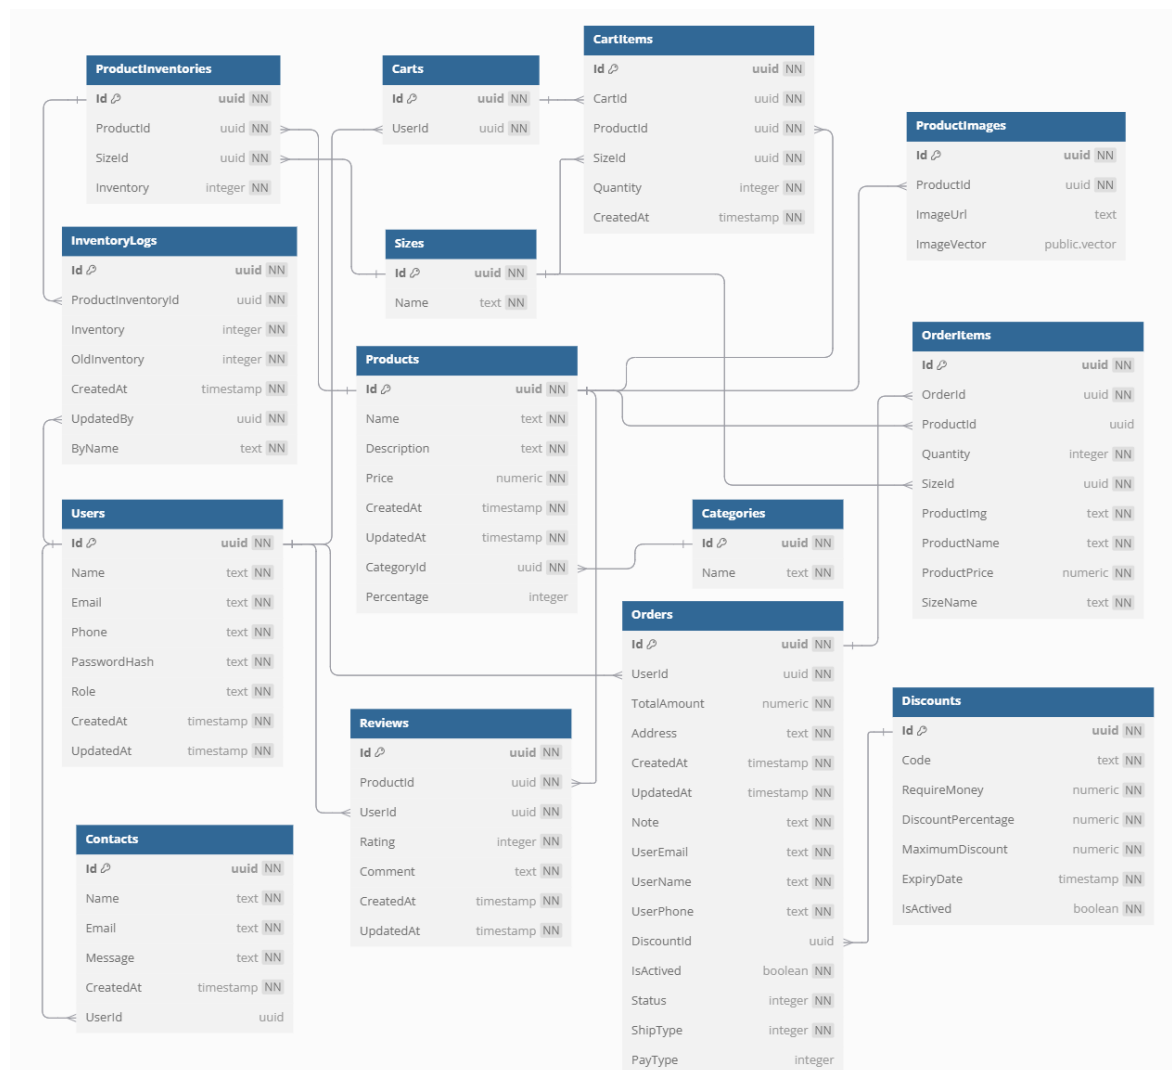 ProductInventories
Id uuid NN
ProductId uuid NN
SizeId uuid NN
Inventory integer NN
Carts
Id uuid NN
UserId uuid NN
CartItems
Id uuid NN
CartId uuid NN
ProductId uuid NN
SizeId uuid NN
Quantity integer NN
CreatedAt timestamp NN
ProductImages
Id uuid NN
ProductId uuid NN
ImageUrl text
ImageVector public.vector
InventoryLogs
Id uuid NN
ProductInventoryId uuid NN
Inventory integer NN
OldInventory integer NN
CreatedAt timestamp NN
UpdatedBy uuid NN
ByName text NN
Sizes
Id uuid NN
Name text NN
Products
Id uuid NN
Name text NN
Description text NN
Price numeric NN
CreatedAt timestamp NN
UpdatedAt timestamp NN
CategoryId uuid NN
Percentage integer
OrderItems
Id uuid NN
OrderId uuid NN
ProductId uuid
Quantity integer NN
SizeId uuid NN
ProductImg text NN
ProductName text NN
ProductPrice numeric NN
SizeName text NN
Users
Id uuid NN
Name text NN
Email text NN
Phone text NN
PasswordHash text NN
Role text NN
CreatedAt timestamp NN
UpdatedAt timestamp NN
Categories
Id uuid NN
Name text NN
Orders
Id uuid NN
UserId uuid NN
TotalAmount numeric NN
Address text NN
CreatedAt timestamp NN
UpdatedAt timestamp NN
Note text NN
UserEmail text NN
UserName text NN
UserPhone text NN
DiscountId uuid
IsActived boolean NN
Status integer NN
ShipType integer NN
PayType integer
Discounts
Id uuid NN
Code text NN
RequireMoney numeric NN
DiscountPercentage numeric NN
MaximumDiscount numeric NN
ExpiryDate timestamp NN
IsActived boolean NN
Reviews
Id uuid NN
ProductId uuid NN
UserId uuid NN
Rating integer NN
Comment text NN
CreatedAt timestamp NN
UpdatedAt timestamp NN
Contacts
Id uuid NN
Name text NN
Email text NN
Message text NN
CreatedAt timestamp NN
UserId uuid